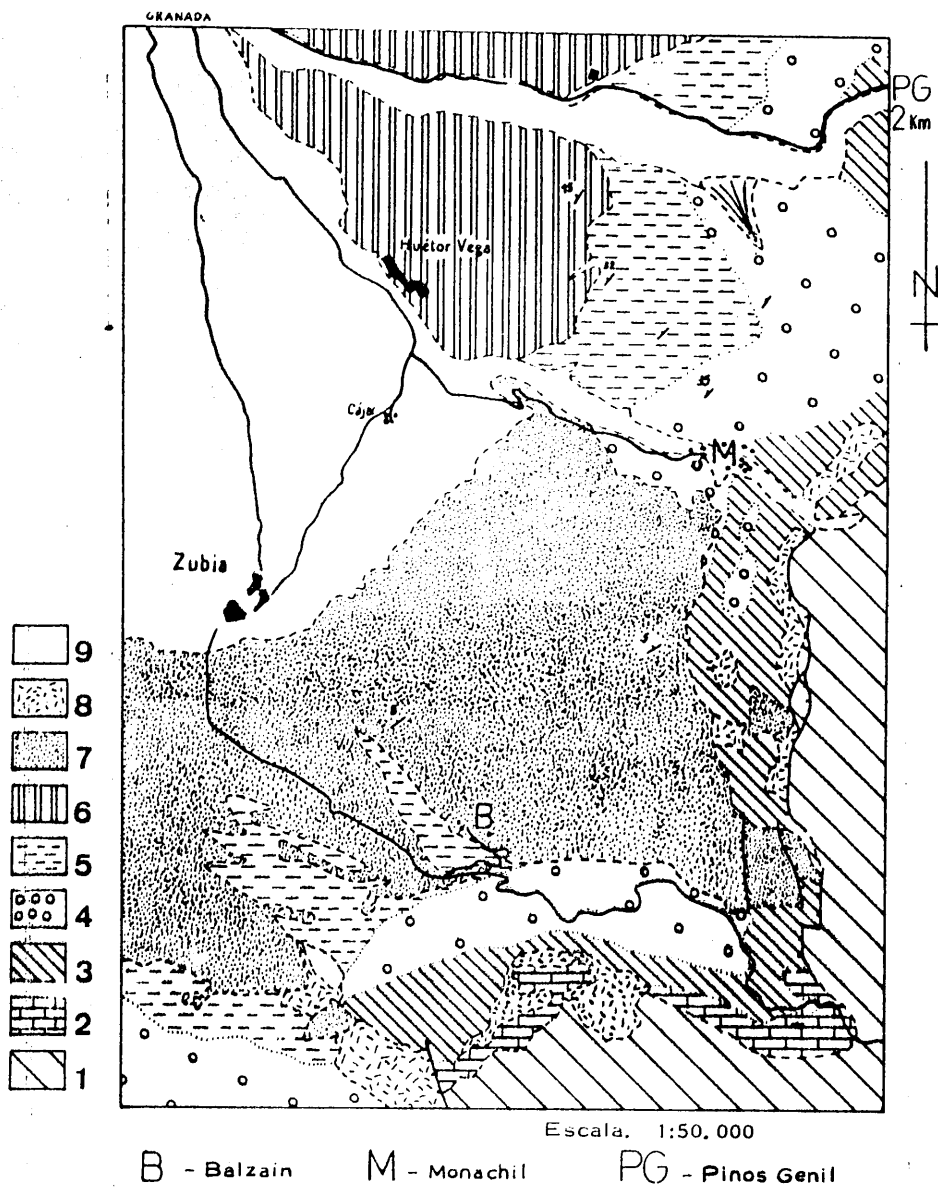 GRANADA
PG
2 Km
Huétor Vega
N
Cájar
M
Zubia
B
9
8
7
6
5
4
3
2
1
Escala. 1:50.000
B - Balzain M - Monachil PG - Pinos Genil